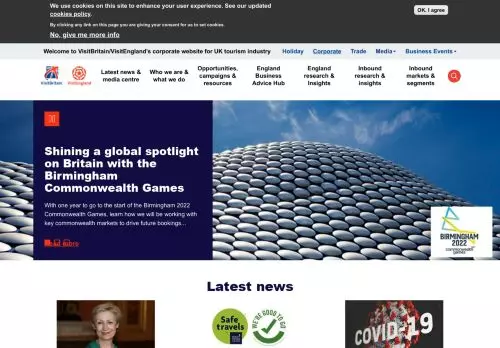 We use cookies on this site to enhance your user experience. See our updated
cookies policy.
By clicking any link on this page you are giving your consent for us to set cookies.
No, give me more info
OK, I agree
Welcome to VisitBritain/VisitEngland's corporate website for UK tourism industry
Holiday
Corporate
Trade
Media
Business Events
VisitBritain
VisitEngland
Latest news &
media centre
Who we are &
what we do
Opportunities,
campaigns &
resources
England
Business
Advice Hub
England
research &
Insights
Inbound
research &
insights
Inbound
markets &
segments
Shining a global spotlight
on Britain with the
Birmingham
Commonwealth Games
With one year to go to the start of the Birmingham 2022
Commonwealth Games, learn how we will be working with
key commonwealth markets to drive future bookings...
BIRMINGHAM
2022
commonwealth
games
Latest news
Safe
travels
WE'RE GOOD TO GO
COVID-19